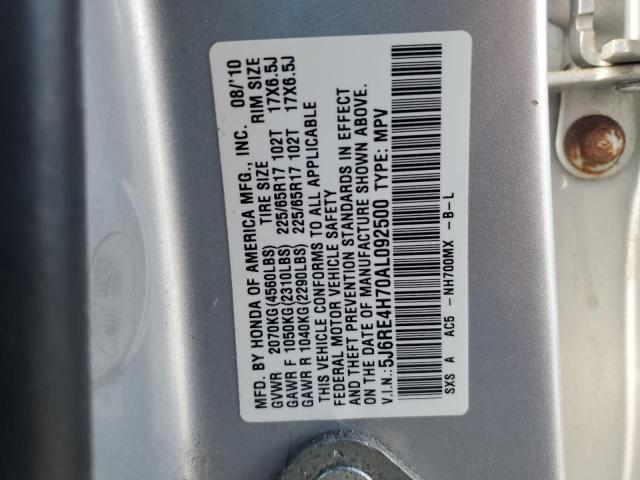 MFD. BY HONDA OF AMERICA MFG., INC. 08/'10
TIRE SIZE RIM SIZE
GVWR 2070KG(4560LBS)
GAWR F 1050KG(2310LBS) 225/65R17 102T 17X6.5J
GAWR R 1040KG(2290LBS) 225/65R17 102T 17X6.5J
THIS VEHICLE CONFORMS TO ALL APPLICABLE
FEDERAL MOTOR VEHICLE SAFETY
AND THEFT PREVENTION STANDARDS IN EFFECT
ON THE DATE OF MANUFACTURE SHOWN ABOVE.
V.I.N.:5J6RE4H70AL092500 TYPE: MPV
SXS A AC5 -NH700MX -B-L